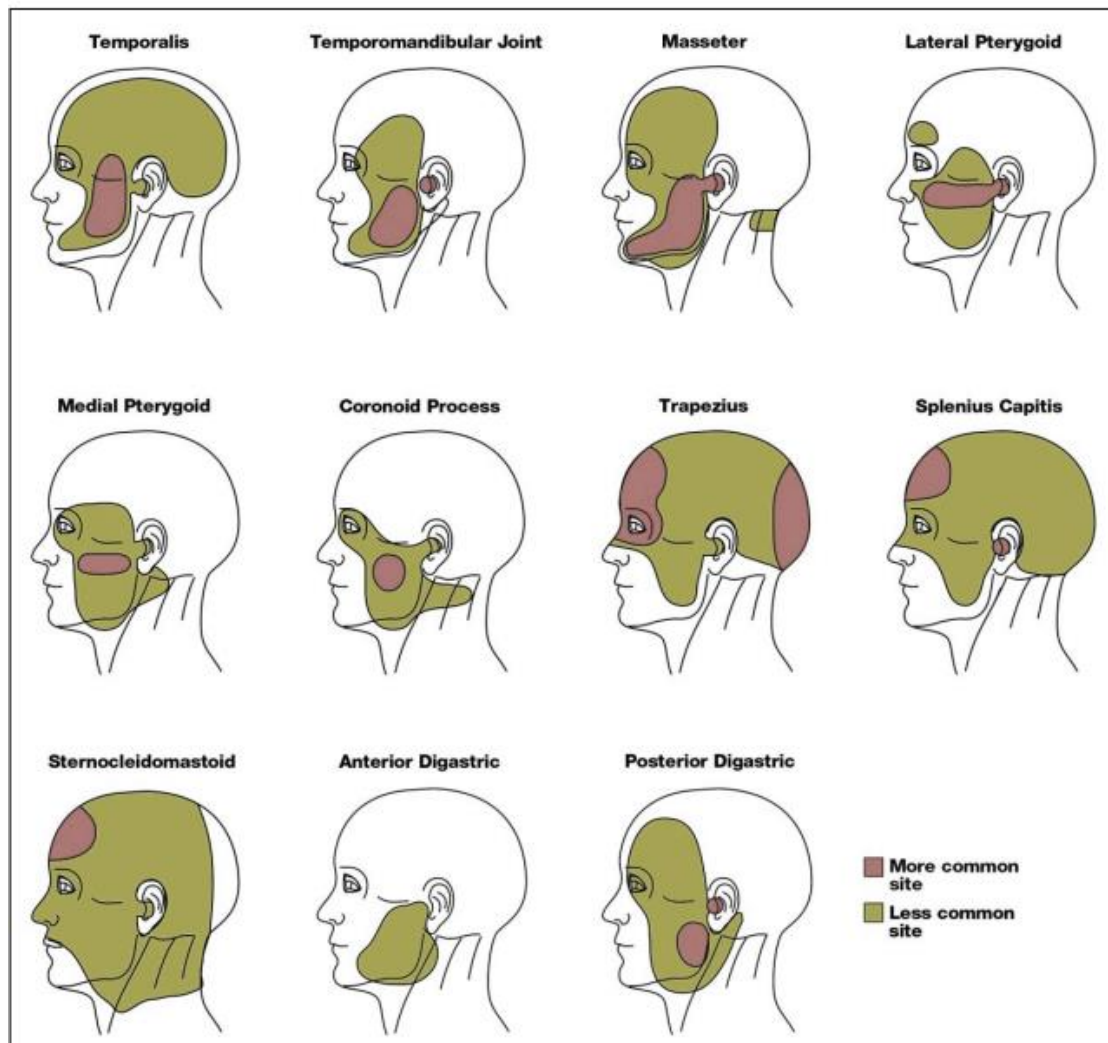 Temporalis
Temporomandibular Joint
Masseter
Lateral Pterygoid
Medial Pterygoid
Coronoid Process
Trapezius
Splenius Capitis
Sternocleidomastoid
Anterior Digastric
Posterior Digastric
More common
site
Less common
site